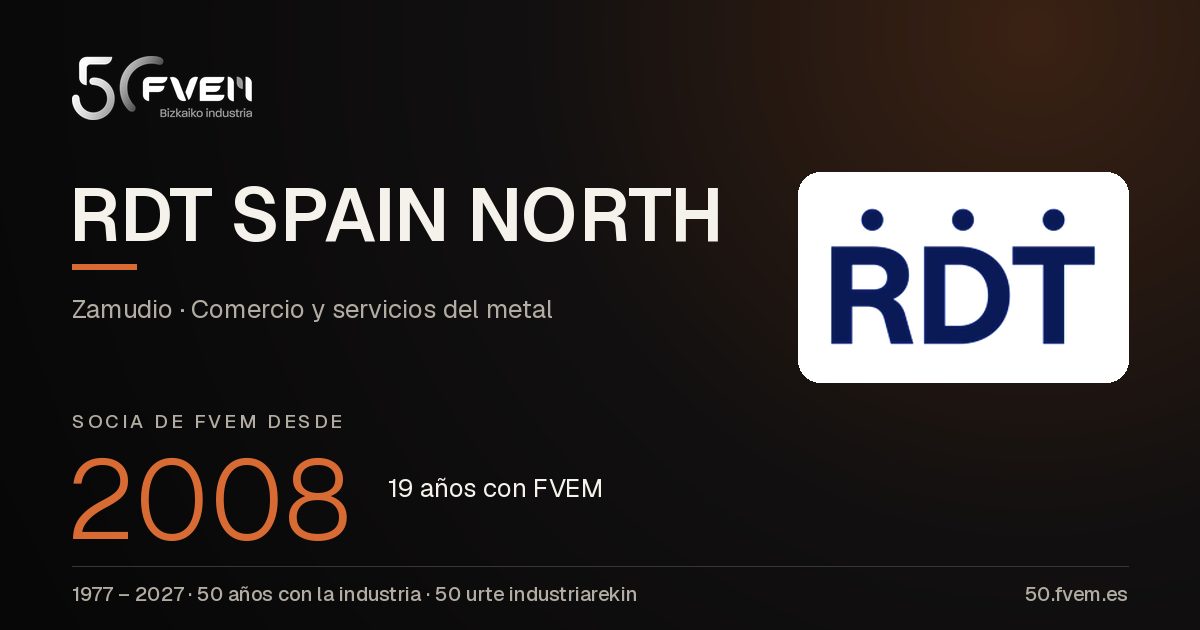 50 FVEM
Bizkaiko industria
RDT SPAIN NORTH
RDT
Zamudio · Comercio y servicios del metal
SOCIA DE FVEM DESDE
2008
19 años con FVEM
1977 – 2027 · 50 años con la industria · 50 urte industriarekin
50.fvem.es